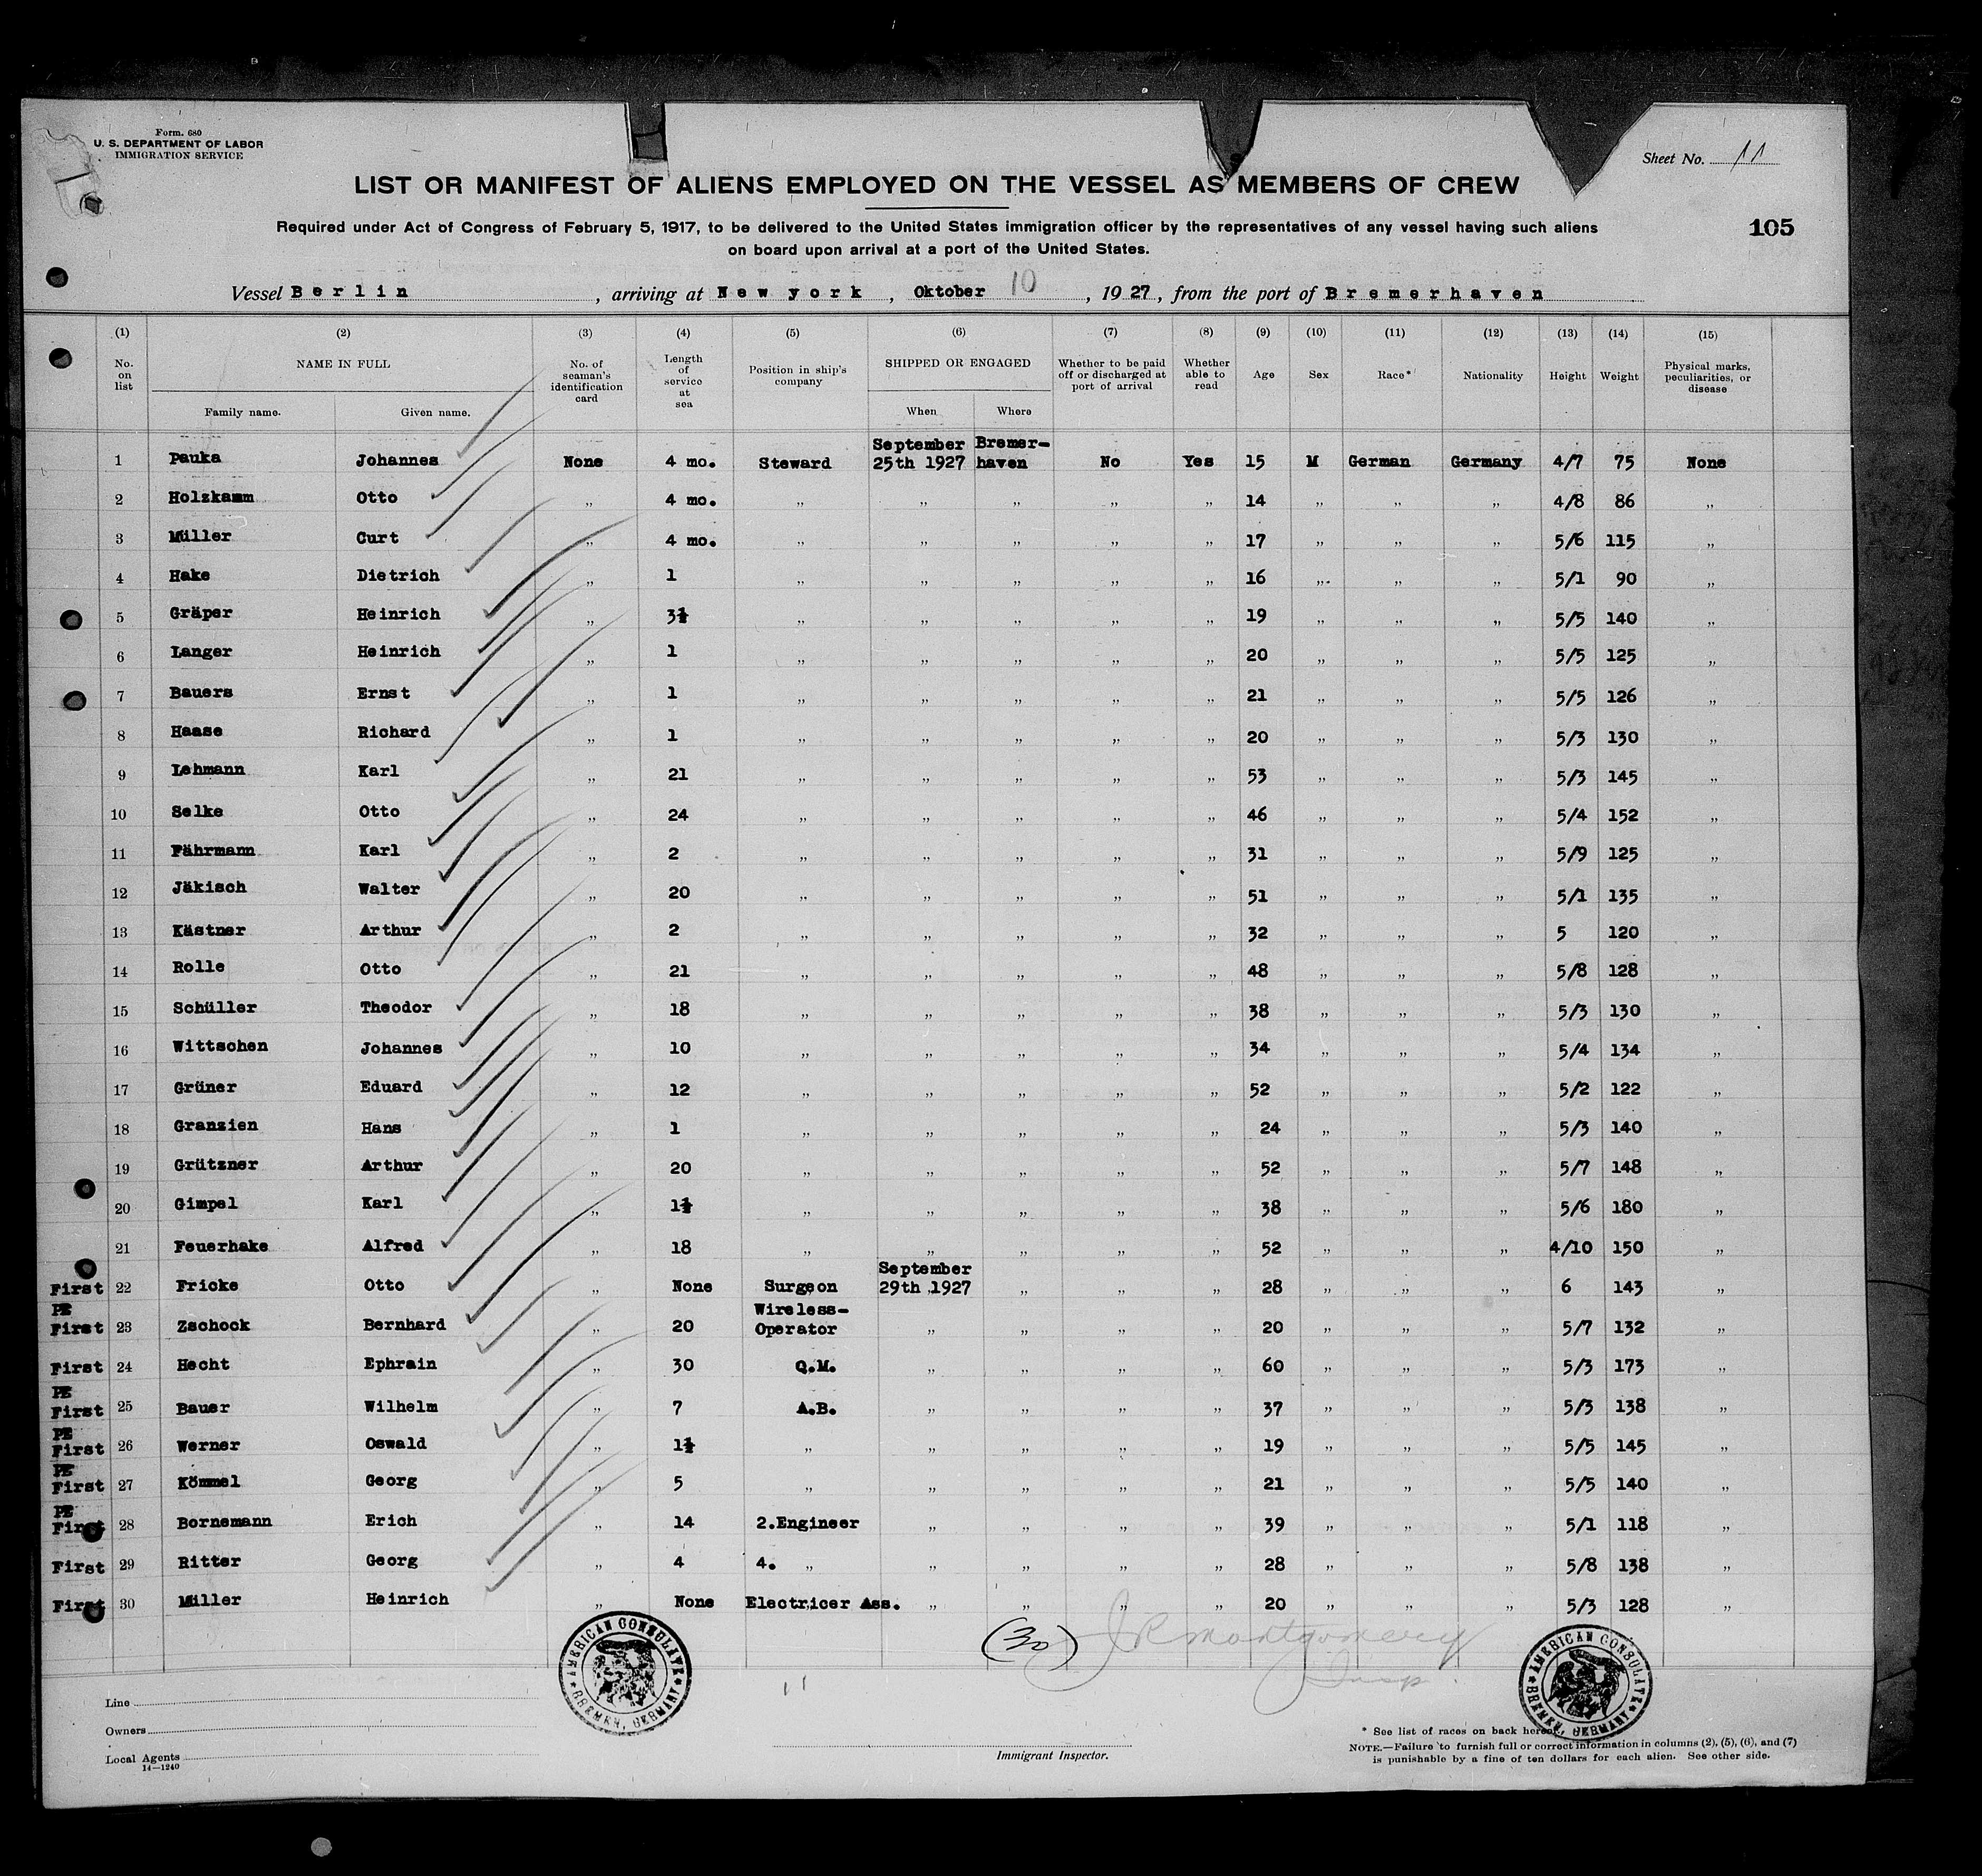 Form. 680
U. S. DEPARTMENT OF LABOR
IMMIGRATION SERVICE
Sheet No. 11
LIST OR MANIFEST OF ALIENS EMPLOYED ON THE VESSEL AS MEMBERS OF CREW
105
Required under Act of Congress of February 5, 1917, to be delivered to the United States immigration officer by the representatives of any vessel having such aliens
on board upon arrival at a port of the United States.
Vessel Berlin, arriving at New york, Oktober 10, 1927, from the port of Bremerhaven
(1) (2) (3) (4) (5) (6) (7) (8) (9) (10) (11) (12) (13) (14) (15)
No. on list NAME IN FULL Family name. Given name. No. of seaman's identification card Length of service at sea Position in ship's company SHIPPED OR ENGAGED When Where Whether to be paid off or discharged at port of arrival Whether able to read Age Sex Race* Nationality Height Weight Physical marks, peculiarities, or disease
1 Pauka Johannes None 4 mo. Steward September 25th 1927 Bremer-haven No Yes 15 M German Germany 4/7 75 None
2 Holzkamm Otto „ 4 mo. „ „ „ „ „ 14 „ „ „ 4/8 86 „
3 Müller Curt „ 4 mo. „ „ „ „ „ 17 „ „ „ 5/6 115 „
4 Hake Dietrich „ 1 „ „ „ „ „ 16 „ „ „ 5/1 90 „
5 Gräper Heinrich „ 3½ „ „ „ „ „ 19 „ „ „ 5/5 140 „
6 Langer Heinrich „ 1 „ „ „ „ „ 20 „ „ „ 5/5 125 „
7 Bauers Ernst „ 1 „ „ „ „ „ 21 „ „ „ 5/5 126 „
8 Haase Richard „ 1 „ „ „ „ „ 20 „ „ „ 5/3 130 „
9 Lehmann Karl „ 21 „ „ „ „ „ 53 „ „ „ 5/3 145 „
10 Selke Otto „ 24 „ „ „ „ „ 46 „ „ „ 5/4 152 „
11 Fährmann Karl „ 2 „ „ „ „ „ 31 „ „ „ 5/9 125 „
12 Jäkisch Walter „ 20 „ „ „ „ „ 51 „ „ „ 5/1 135 „
13 Kästner Arthur „ 2 „ „ „ „ „ 32 „ „ „ 5 120 „
14 Rolle Otto „ 21 „ „ „ „ „ 48 „ „ „ 5/8 128 „
15 Schüller Theodor „ 18 „ „ „ „ „ 38 „ „ „ 5/3 130 „
16 Wittschen Johannes „ 10 „ „ „ „ „ 34 „ „ „ 5/4 134 „
17 Grüner Eduard „ 12 „ „ „ „ „ 52 „ „ „ 5/2 122 „
18 Granzien Hans „ 1 „ „ „ „ „ 24 „ „ „ 5/3 140 „
19 Grützner Arthur „ 20 „ „ „ „ „ 52 „ „ „ 5/7 148 „
20 Gimpel Karl „ 1½ „ „ „ „ „ 38 „ „ „ 5/6 180 „
21 Feuerhake Alfred „ 18 „ „ „ „ „ 52 „ „ „ 4/10 150 „
First 22 Fricke Otto „ None Surgeon September 29th 1927 „ „ „ 28 „ „ „ 6 143 „
First 23 Zschock Bernhard „ 20 Wireless-Operator „ „ „ „ 20 „ „ „ 5/7 132 „
First 24 Hecht Ephrain „ 30 Q.M. „ „ „ „ 60 „ „ „ 5/3 173 „
First 25 Bauer Wilhelm „ 7 A.B. „ „ „ „ 37 „ „ „ 5/3 138 „
First 26 Werner Oswald „ 1½ „ „ „ „ „ 19 „ „ „ 5/5 145 „
First 27 Kömmel Georg „ 5 „ „ „ „ „ 21 „ „ „ 5/5 140 „
First 28 Bornemann Erich „ 14 2.Engineer „ „ „ „ 39 „ „ „ 5/1 118 „
First 29 Ritter Georg „ 4 4. „ „ „ „ „ 28 „ „ „ 5/8 138 „
First 30 Müller Heinrich „ None Electricer Ass. „ „ „ „ 20 „ „ „ 5/3 128 „
(30) J R Montgomery
Insp.
11
AMERICAN CONSULATE
BREMEN, GERMANY
AMERICAN CONSULATE
BREMEN, GERMANY
Line
Owners
Local Agents
14—1240
Immigrant Inspector.
* See list of races on back hereof.
NOTE.—Failure to furnish full or correct information in columns (2), (5), (6), and (7)
is punishable by a fine of ten dollars for each alien. See other side.